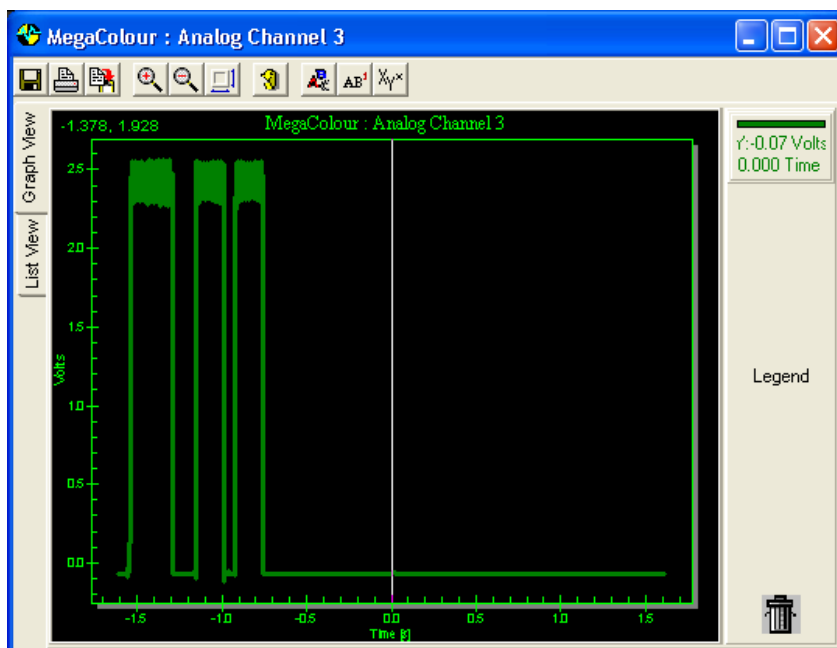 MegaColour : Analog Channel 3
AB¹
XYˣ
Graph View
List View
-1.378, 1.928
MegaColour : Analog Channel 3
Y:-0.07 Volts
0.000 Time
Legend
2.5
2.0
1.5
1.0
0.5
0.0
Volts
-1.5
-1.0
-0.5
0.0
0.5
1.0
1.5
Time [s]